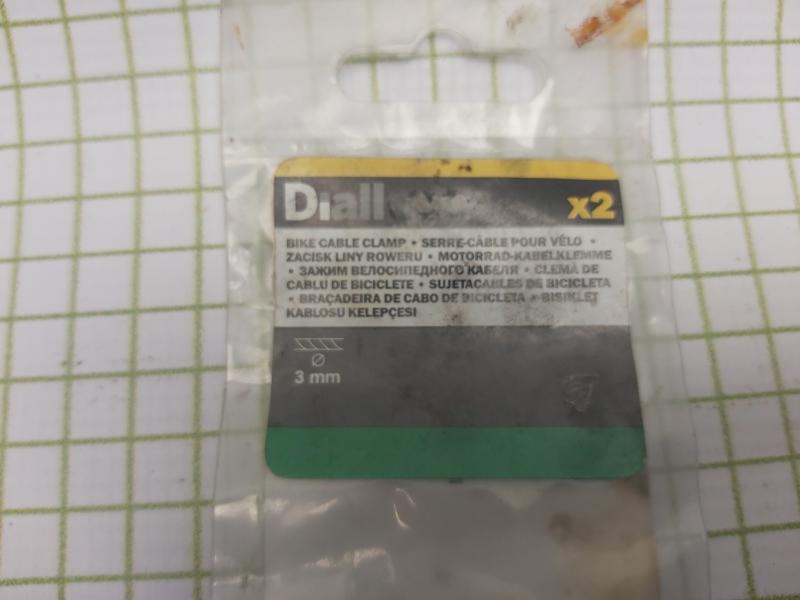 Diall
x2
BIKE CABLE CLAMP • SERRE-CÂBLE POUR VÉLO •
ZACISK LINY ROWERU • MOTORRAD-KABELKLEMME
• ЗАЖИМ ВЕЛОСИПЕДНОГО КАБЕЛЯ • CLEMĂ DE
CABLU DE BICICLETE • SUJETACABLES DE BICICLETA
• BRAÇADEIRA DE CABO DE BICICLETA • BISIKLET
KABLOSU KELEPÇESI
Ø
3 mm